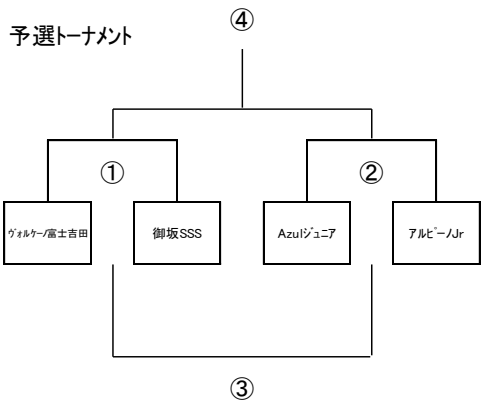 ④
予選ﾄｰﾅﾒﾝﾄ
①
②
ｳﾞｫﾙｹｰﾉ富士吉田
御坂SSS
Azulｼﾞｭﾆｱ
ｱﾙﾋﾟｰﾉJr
③